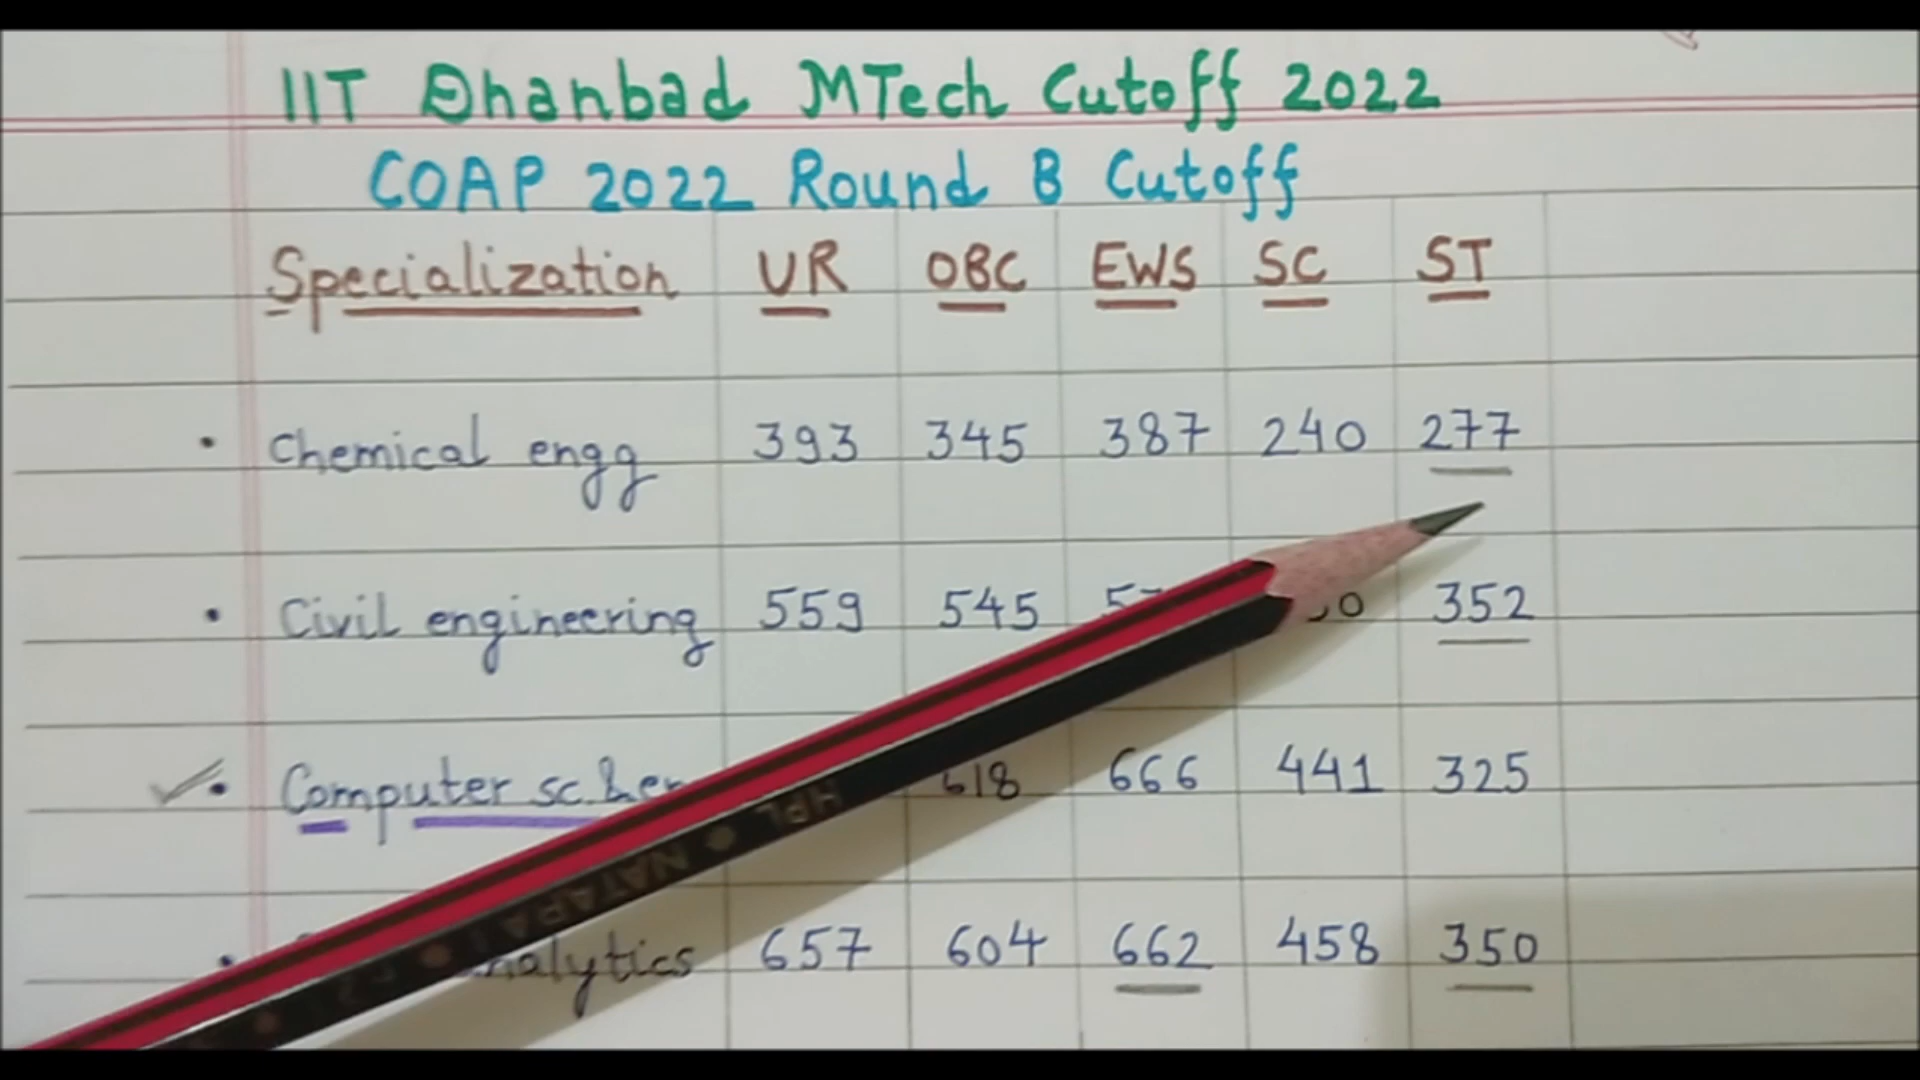 IIT Dhanbad MTech Cutoff 2022
COAP 2022 Round B Cutoff
Specialization UR OBC EWS SC ST
• Chemical engg 393 345 387 240 277
• Civil engineering 559 545 352
• Computer sc. & 618 666 441 325
• 657 604 662 458 350
HPL • NATARAJ •